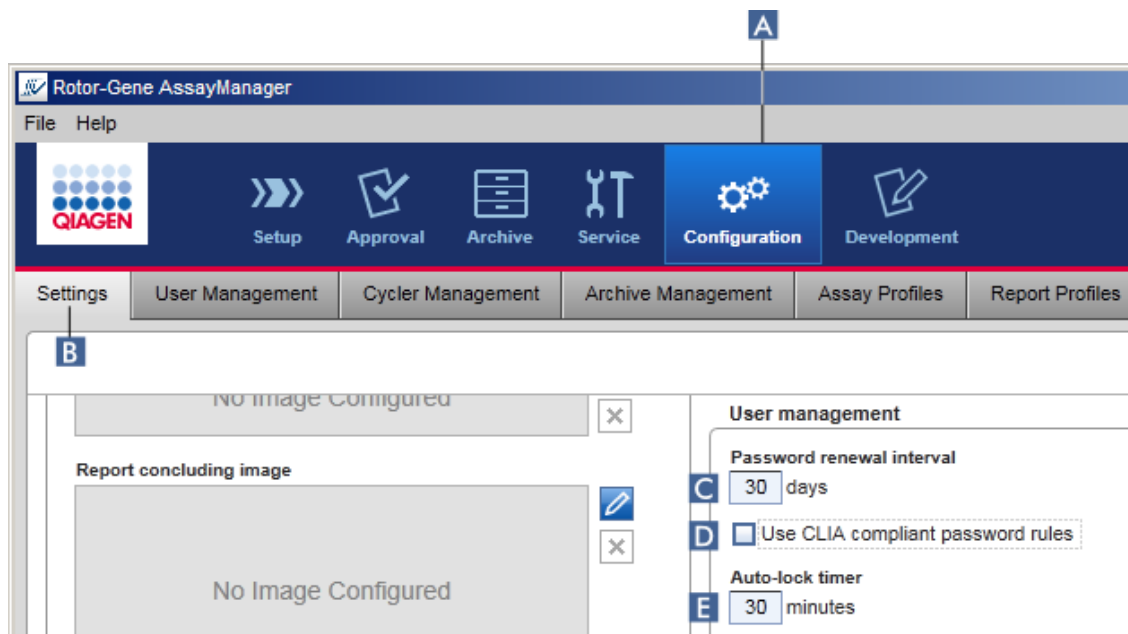 A
Rotor-Gene AssayManager
File Help
QIAGEN
Setup Approval Archive Service Configuration Development
Settings User Management Cycler Management Archive Management Assay Profiles Report Profiles
B
No Image Configured
User management
Report concluding image
Password renewal interval
C 30 days
D Use CLIA compliant password rules
No Image Configured
Auto-lock timer
E 30 minutes